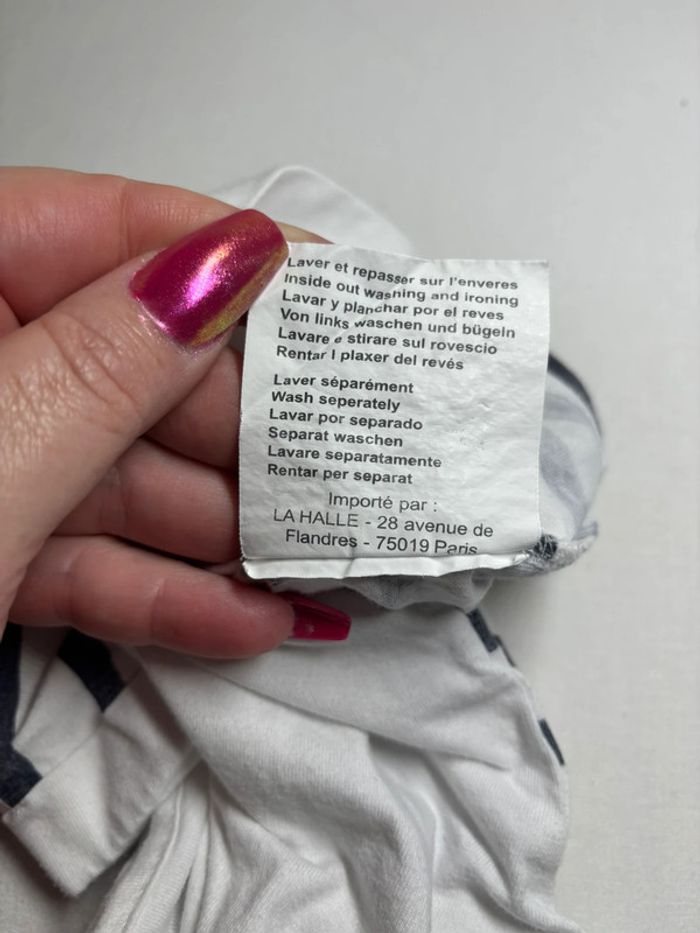 Laver et repasser sur l'enveres
Inside out washing and ironing
Lavar y planchar por el reves
Von links waschen und bügeln
Lavare e stirare sul rovescio
Rentar I plaxer del revés
Laver séparément
Wash seperately
Lavar por separado
Separat waschen
Lavare separatamente
Rentar per separat
Importé par :
LA HALLE - 28 avenue de
Flandres - 75019 Paris